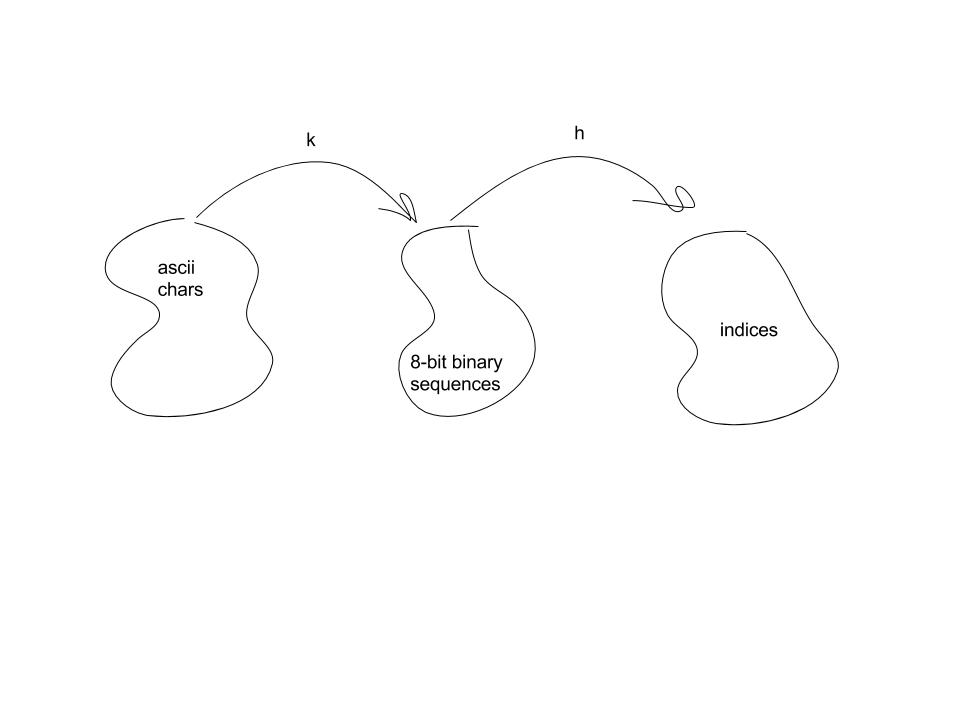 k
h
ascii
chars
8-bit binary
sequences
indices